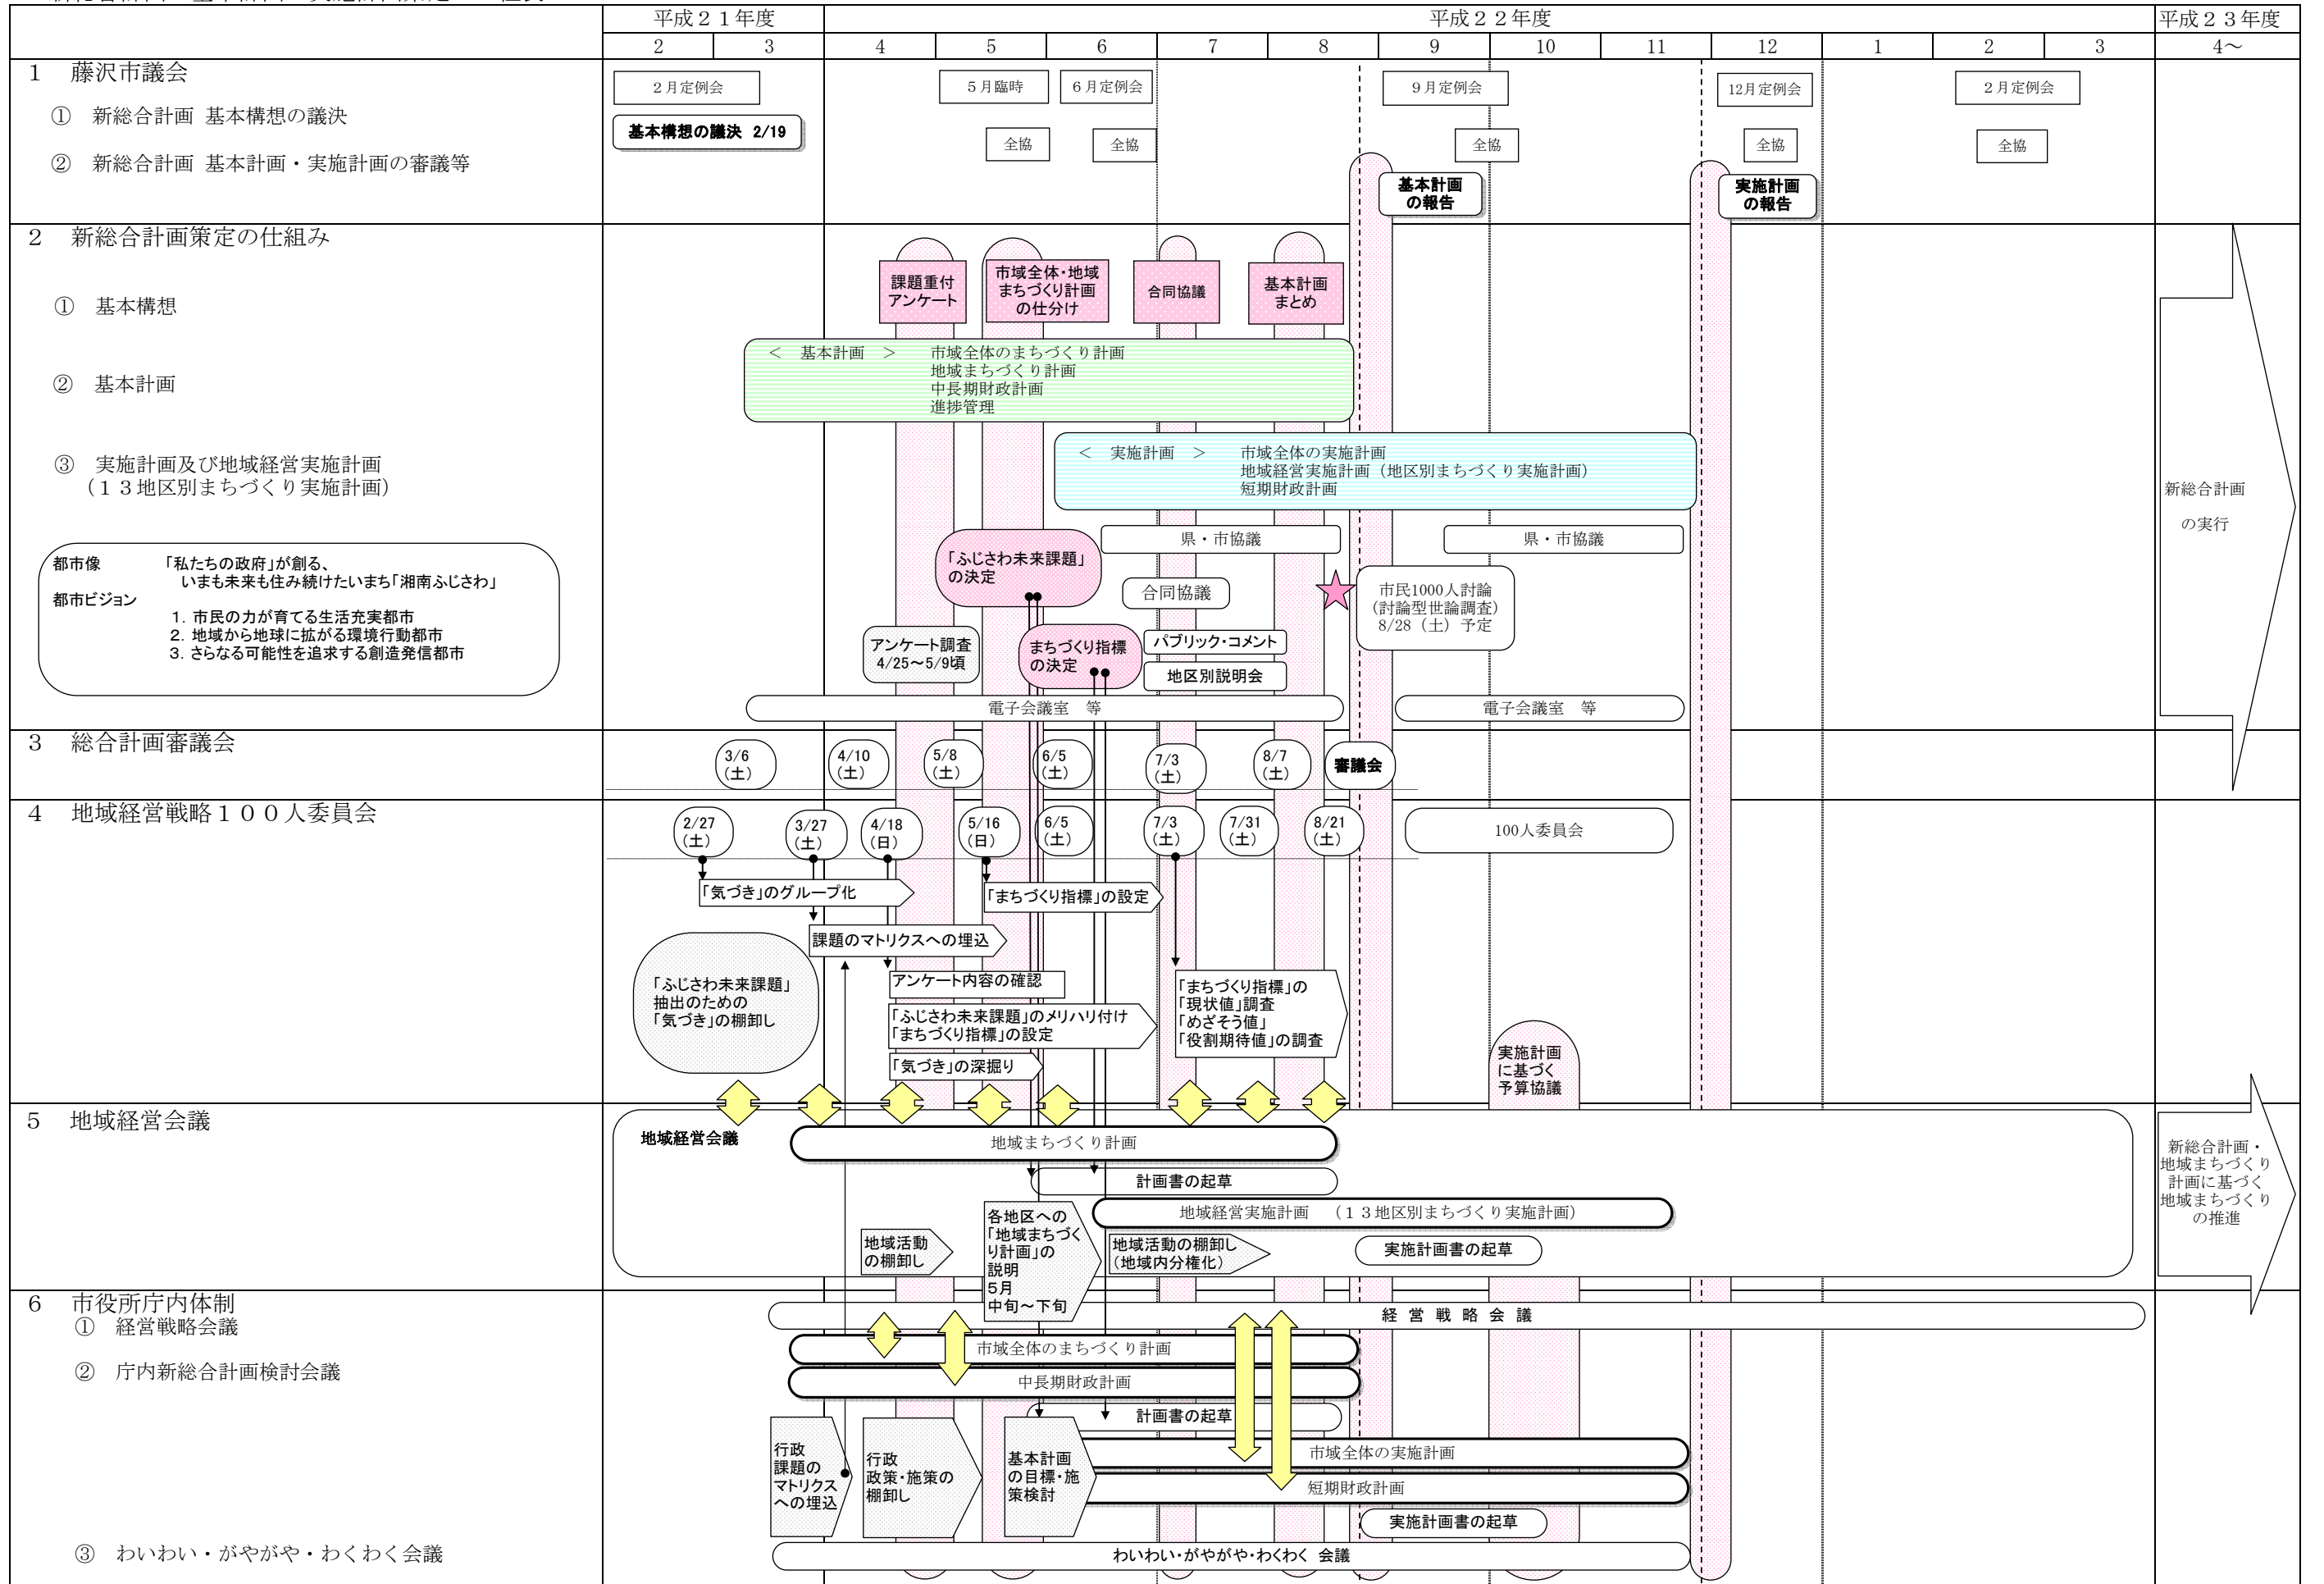 平成２１年度
平成２２年度
平成２３年度
2 3 4 5 6 7 8 9 10 11 12 1 2 3 4～
1 藤沢市議会
① 新総合計画 基本構想の議決
② 新総合計画 基本計画・実施計画の審議等
２月定例会
５月臨時
６月定例会
９月定例会
12月定例会
２月定例会
基本構想の議決 2/19
全協
全協
全協
全協
全協
基本計画
の報告
実施計画
の報告
2 新総合計画策定の仕組み
① 基本構想
② 基本計画
③ 実施計画及び地域経営実施計画
（１３地区別まちづくり実施計画）
課題重付
アンケート
市域全体・地域
まちづくり計画
の仕分け
合同協議
基本計画
まとめ
＜ 基本計画 ＞ 市域全体のまちづくり計画
地域まちづくり計画
中長期財政計画
進捗管理
＜ 実施計画 ＞ 市域全体の実施計画
地域経営実施計画（地区別まちづくり実施計画）
短期財政計画
新総合計画
の実行
都市像 「私たちの政府」が創る、
いまも未来も住み続けたいまち「湘南ふじさわ」
都市ビジョン
1. 市民の力が育てる生活充実都市
2. 地域から地球に拡がる環境行動都市
3. さらなる可能性を追求する創造発信都市
「ふじさわ未来課題」
の決定
県・市協議
県・市協議
合同協議
市民1000人討論
（討論型世論調査）
8/28（土）予定
アンケート調査
4/25～5/9頃
まちづくり指標
の決定
パブリック・コメント
地区別説明会
電子会議室 等
電子会議室 等
3 総合計画審議会
3/6
（土）
4/10
（土）
5/8
（土）
6/5
（土）
7/3
（土）
8/7
（土）
審議会
4 地域経営戦略１００人委員会
2/27
（土）
3/27
（土）
4/18
（日）
5/16
（日）
6/5
（土）
7/3
（土）
7/31
（土）
8/21
（土）
100人委員会
「気づき」のグループ化
「まちづくり指標」の設定
課題のマトリクスへの埋込
「ふじさわ未来課題」
抽出のための
「気づき」の棚卸し
アンケート内容の確認
「ふじさわ未来課題」のメリハリ付け
「まちづくり指標」の設定
「気づき」の深掘り
「まちづくり指標」の
「現状値」調査
「めざそう値」
「役割期待値」の調査
実施計画
に基づく
予算協議
5 地域経営会議
地域経営会議
地域まちづくり計画
計画書の起草
地域経営実施計画 （１３地区別まちづくり実施計画）
地域活動
の棚卸し
各地区への
「地域まちづく
り計画」の
説明
5月
中旬～下旬
地域活動の棚卸し
（地域内分権化）
実施計画書の起草
新総合計画・
地域まちづくり
計画に基づく
地域まちづくり
の推進
6 市役所庁内体制
① 経営戦略会議
② 庁内新総合計画検討会議
③ わいわい・がやがや・わくわく会議
経 営 戦 略 会 議
市域全体のまちづくり計画
中長期財政計画
計画書の起草
行政
課題の
マトリクス
への埋込
行政
政策・施策の
棚卸し
基本計画
の目標・施
策検討
市域全体の実施計画
短期財政計画
実施計画書の起草
わいわい・がやがや・わくわく 会議